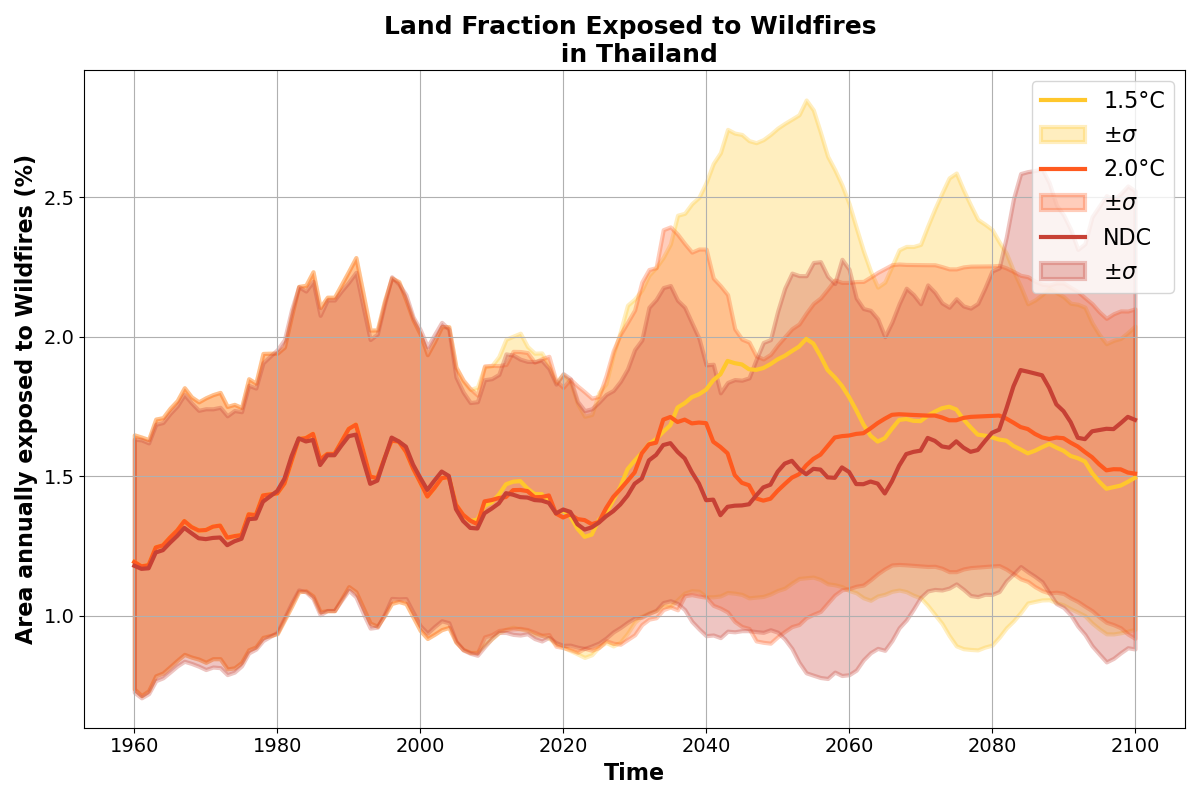 Land Fraction Exposed to Wildfires
in Thailand
Area annually exposed to Wildfires (%)
2.5
2.0
1.5
1.0
1960
1980
2000
2020
2040
2060
2080
2100
Time
1.5°C
±σ
2.0°C
±σ
NDC
±σ